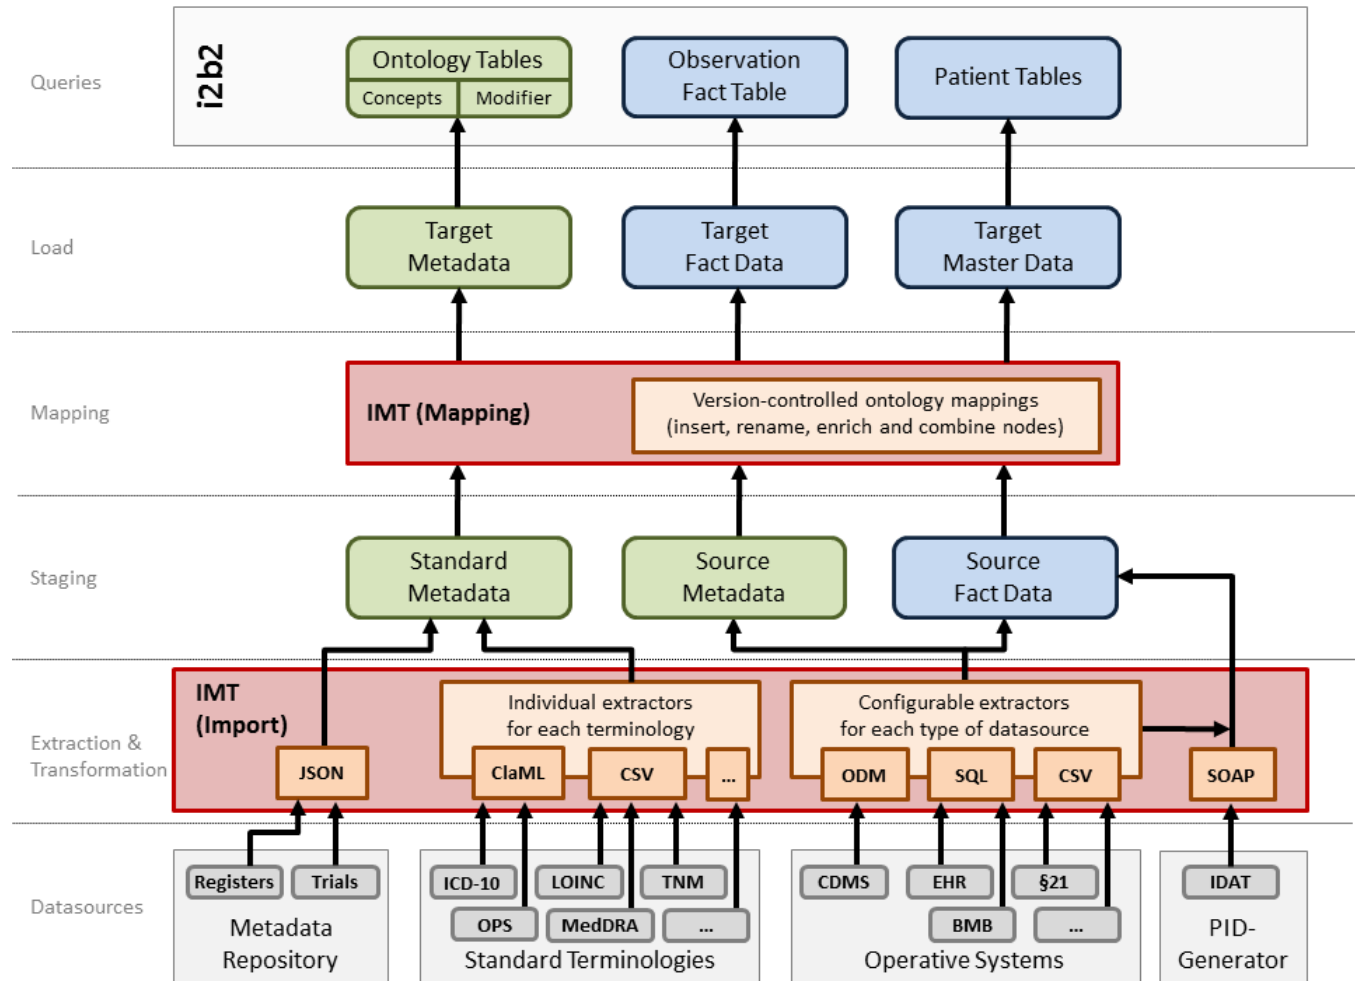 Queries
i2b2
Ontology Tables
Concepts
Modifier
Observation
Fact Table
Patient Tables
Load
Target
Metadata
Target
Fact Data
Target
Master Data
Mapping
IMT (Mapping)
Version-controlled ontology mappings
(insert, rename, enrich and combine nodes)
Staging
Standard
Metadata
Source
Metadata
Source
Fact Data
Extraction &
Transformation
IMT
(Import)
JSON
Individual extractors
for each terminology
ClaML
CSV
...
Configurable extractors
for each type of datasource
ODM
SQL
CSV
SOAP
Datasources
Registers
Trials
Metadata
Repository
ICD-10
LOINC
TNM
OPS
MedDRA
...
Standard Terminologies
CDMS
EHR
§21
BMB
...
Operative Systems
IDAT
PID-
Generator